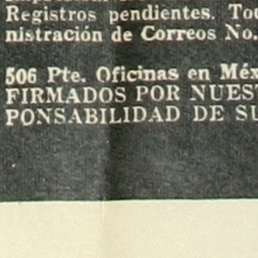 Registros pendientes. To
nistración de Correos No.
506 Pte. Oficinas en Méx
FIRMADOS POR NUEST
PONSABILIDAD DE SU